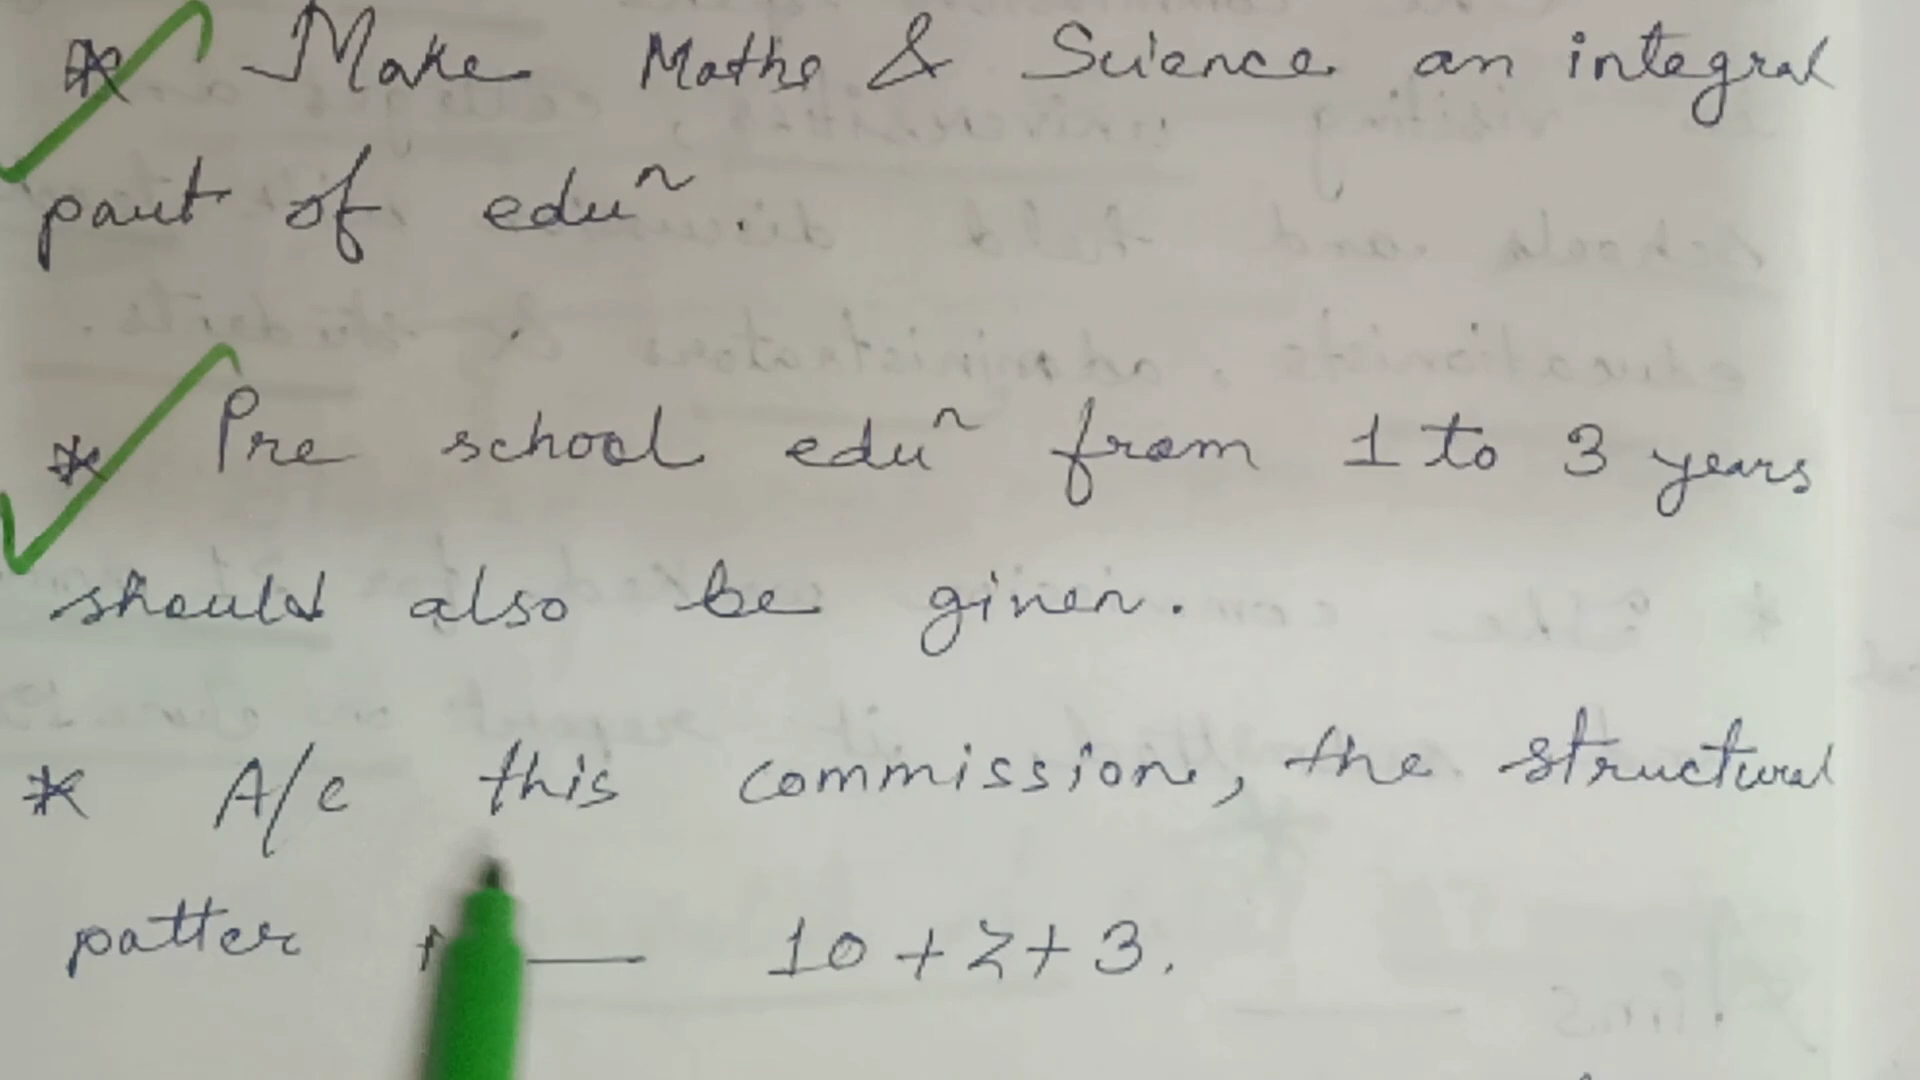 * Make Maths & Science an integral
part of eduⁿ.
* Pre school eduⁿ from 1 to 3 years
should also be given.
* A/c this commission, the structural
patter — 10+2+3.